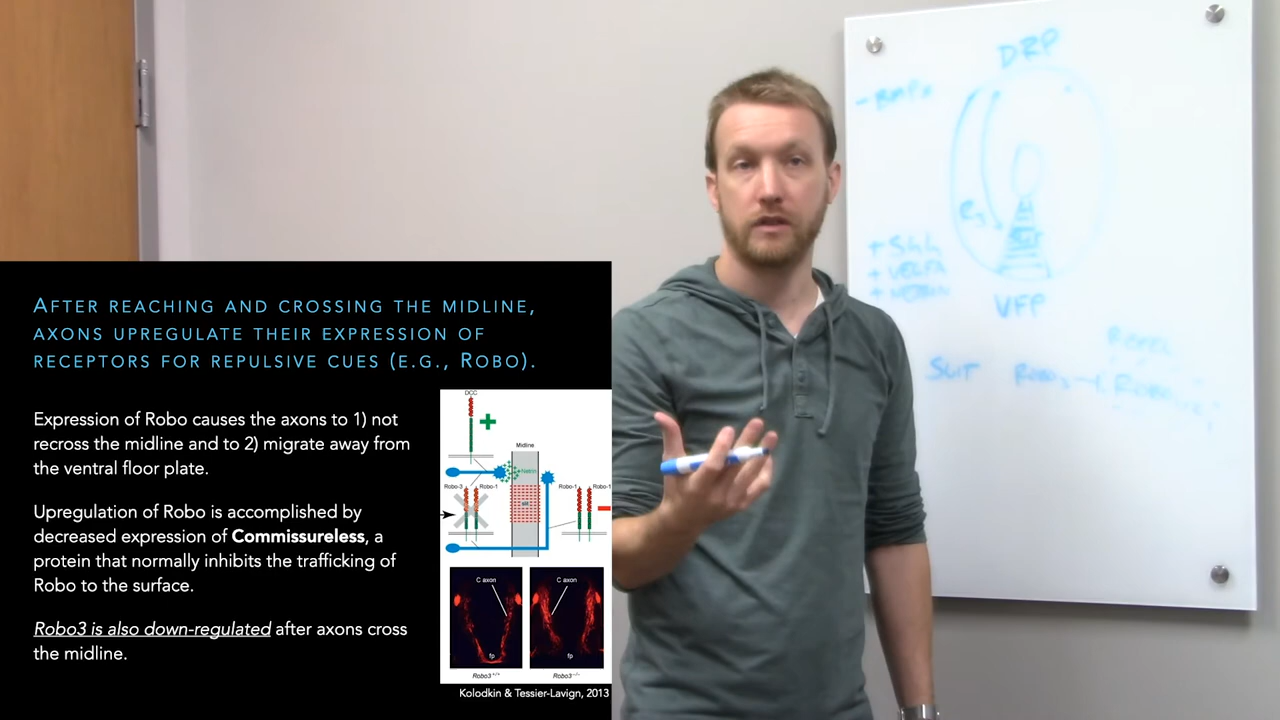 AFTER REACHING AND CROSSING THE MIDLINE,
AXONS UPREGULATE THEIR EXPRESSION OF
RECEPTORS FOR REPULSIVE CUES (E.G., ROBO).
Expression of Robo causes the axons to 1) not
recross the midline and to 2) migrate away from
the ventral floor plate.
Upregulation of Robo is accomplished by
decreased expression of Commissureless, a
protein that normally inhibits the trafficking of
Robo to the surface.
Robo3 is also down-regulated after axons cross
the midline.
DCC
Midline
Netrin
Robo-3 Robo-1
Robo-1 Robo-1
C axon
fp
Robo3+/+
C axon
fp
Robo3-/-
Kolodkin & Tessier-Lavign, 2013
DRP
+ Shh
+ VEGFA
VFP
SLIT